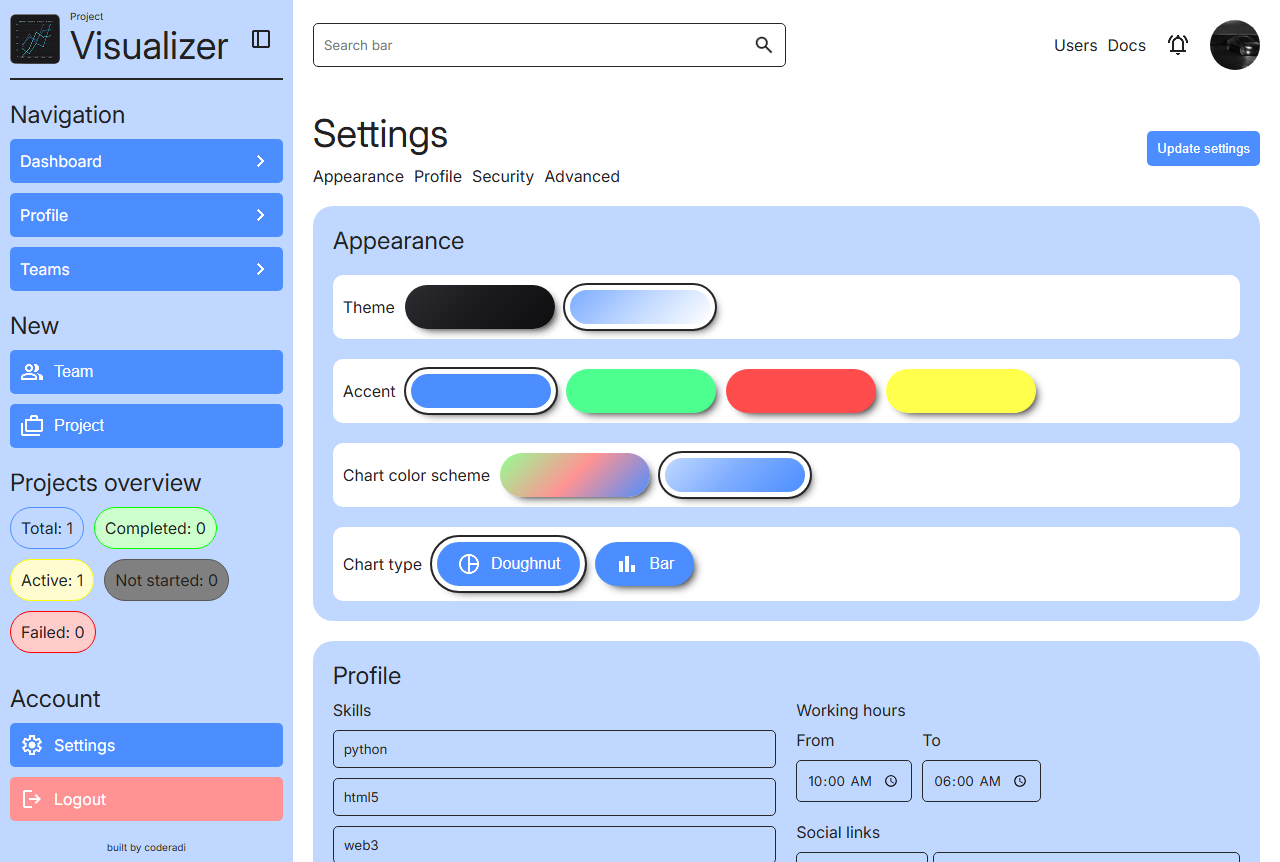 Project
Visualizer
Navigation
Dashboard
Profile
Teams
New
Team
Project
Projects overview
Total: 1 Completed: 0
Active: 1 Not started: 0
Failed: 0
Account
Settings
Logout
built by coderadi
Search bar
Users Docs
Settings
Update settings
Appearance Profile Security Advanced
Appearance
Theme
Accent
Chart color scheme
Chart type Doughnut Bar
Profile
Skills
python
html5
web3
Working hours
From To
10:00 AM 06:00 AM
Social links